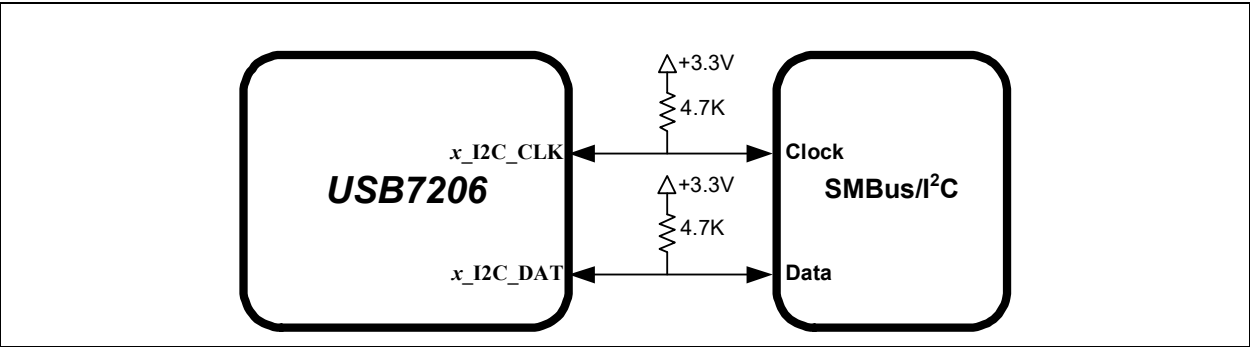 +3.3V
4.7K
x_I2C_CLK
Clock
USB7206
+3.3V
SMBus/I²C
4.7K
x_I2C_DAT
Data